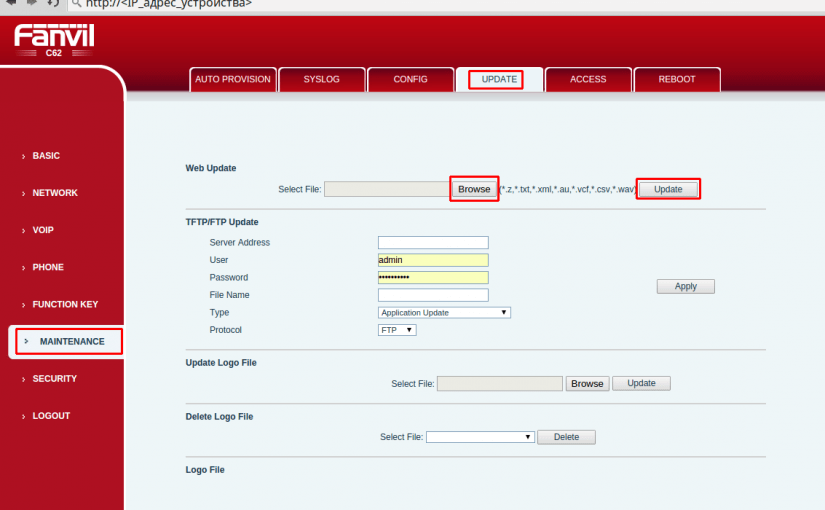 http://<IP_адрес_устройства>
Fanvil
C62
AUTO PROVISION SYSLOG CONFIG UPDATE ACCESS REBOOT
› BASIC
› NETWORK
› VOIP
› PHONE
› FUNCTION KEY
› MAINTENANCE
› SECURITY
› LOGOUT
Web Update
Select File: Browse (*.z,*.txt,*.xml,*.au,*.vcf,*.csv,*.wav) Update
TFTP/FTP Update
Server Address
User admin
Password ••••••••••
File Name
Type Application Update
Protocol FTP
Apply
Update Logo File
Select File: Browse Update
Delete Logo File
Select File: Delete
Logo File